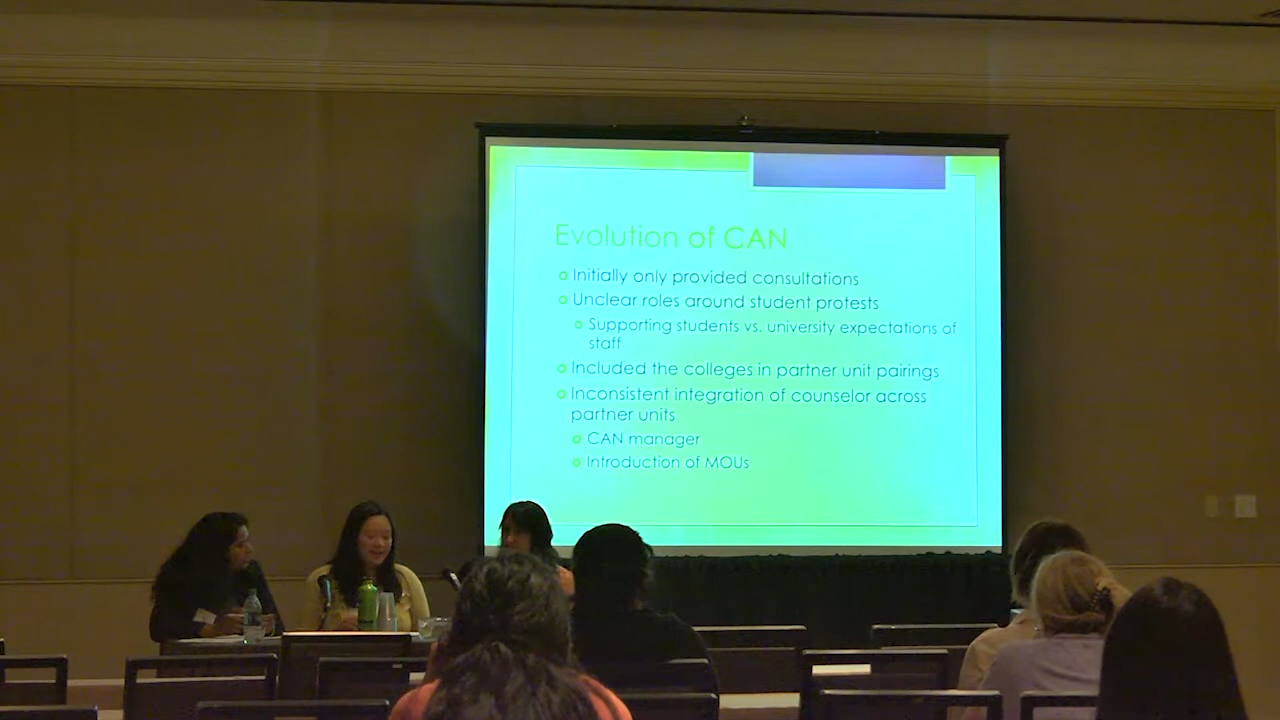 Evolution of CAN
Initially only provided consultations
Unclear roles around student protests
Supporting students vs. university expectations of
staff
Included the colleges in partner unit pairings
Inconsistent integration of counselor across
partner units
CAN manager
Introduction of MOUs